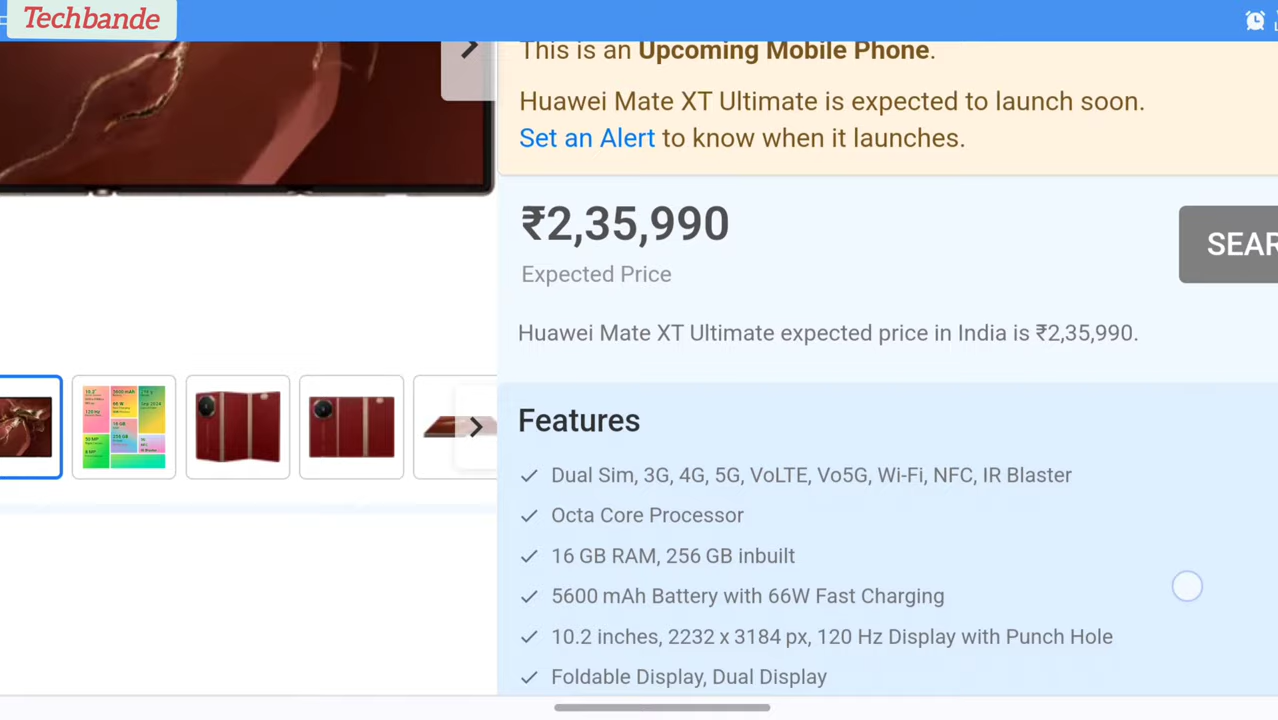 Techbande
This is an Upcoming Mobile Phone.
Huawei Mate XT Ultimate is expected to launch soon.
Set an Alert to know when it launches.
₹2,35,990
SEAR
Expected Price
Huawei Mate XT Ultimate expected price in India is ₹2,35,990.
Features
Dual Sim, 3G, 4G, 5G, VoLTE, Vo5G, Wi-Fi, NFC, IR Blaster
Octa Core Processor
16 GB RAM, 256 GB inbuilt
5600 mAh Battery with 66W Fast Charging
10.2 inches, 2232 x 3184 px, 120 Hz Display with Punch Hole
Foldable Display, Dual Display